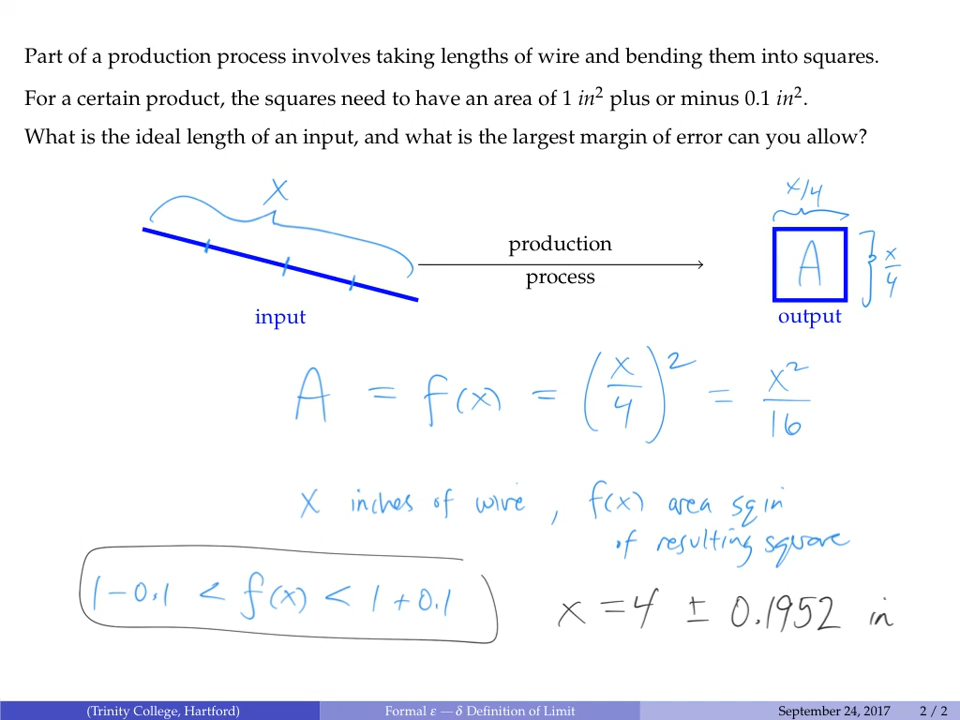 Part of a production process involves taking lengths of wire and bending them into squares.
For a certain product, the squares need to have an area of 1 in² plus or minus 0.1 in².
What is the ideal length of an input, and what is the largest margin of error can you allow?
X
x/4
production
process
A
x/4
input
output
A = f(x) = (x/4)² = x²/16
X inches of wire, f(x) area sq in
of resulting square
1-0.1 < f(x) < 1+0.1
x = 4 ± 0.1952 in
(Trinity College, Hartford) Formal ε — δ Definition of Limit September 24, 2017 2 / 2